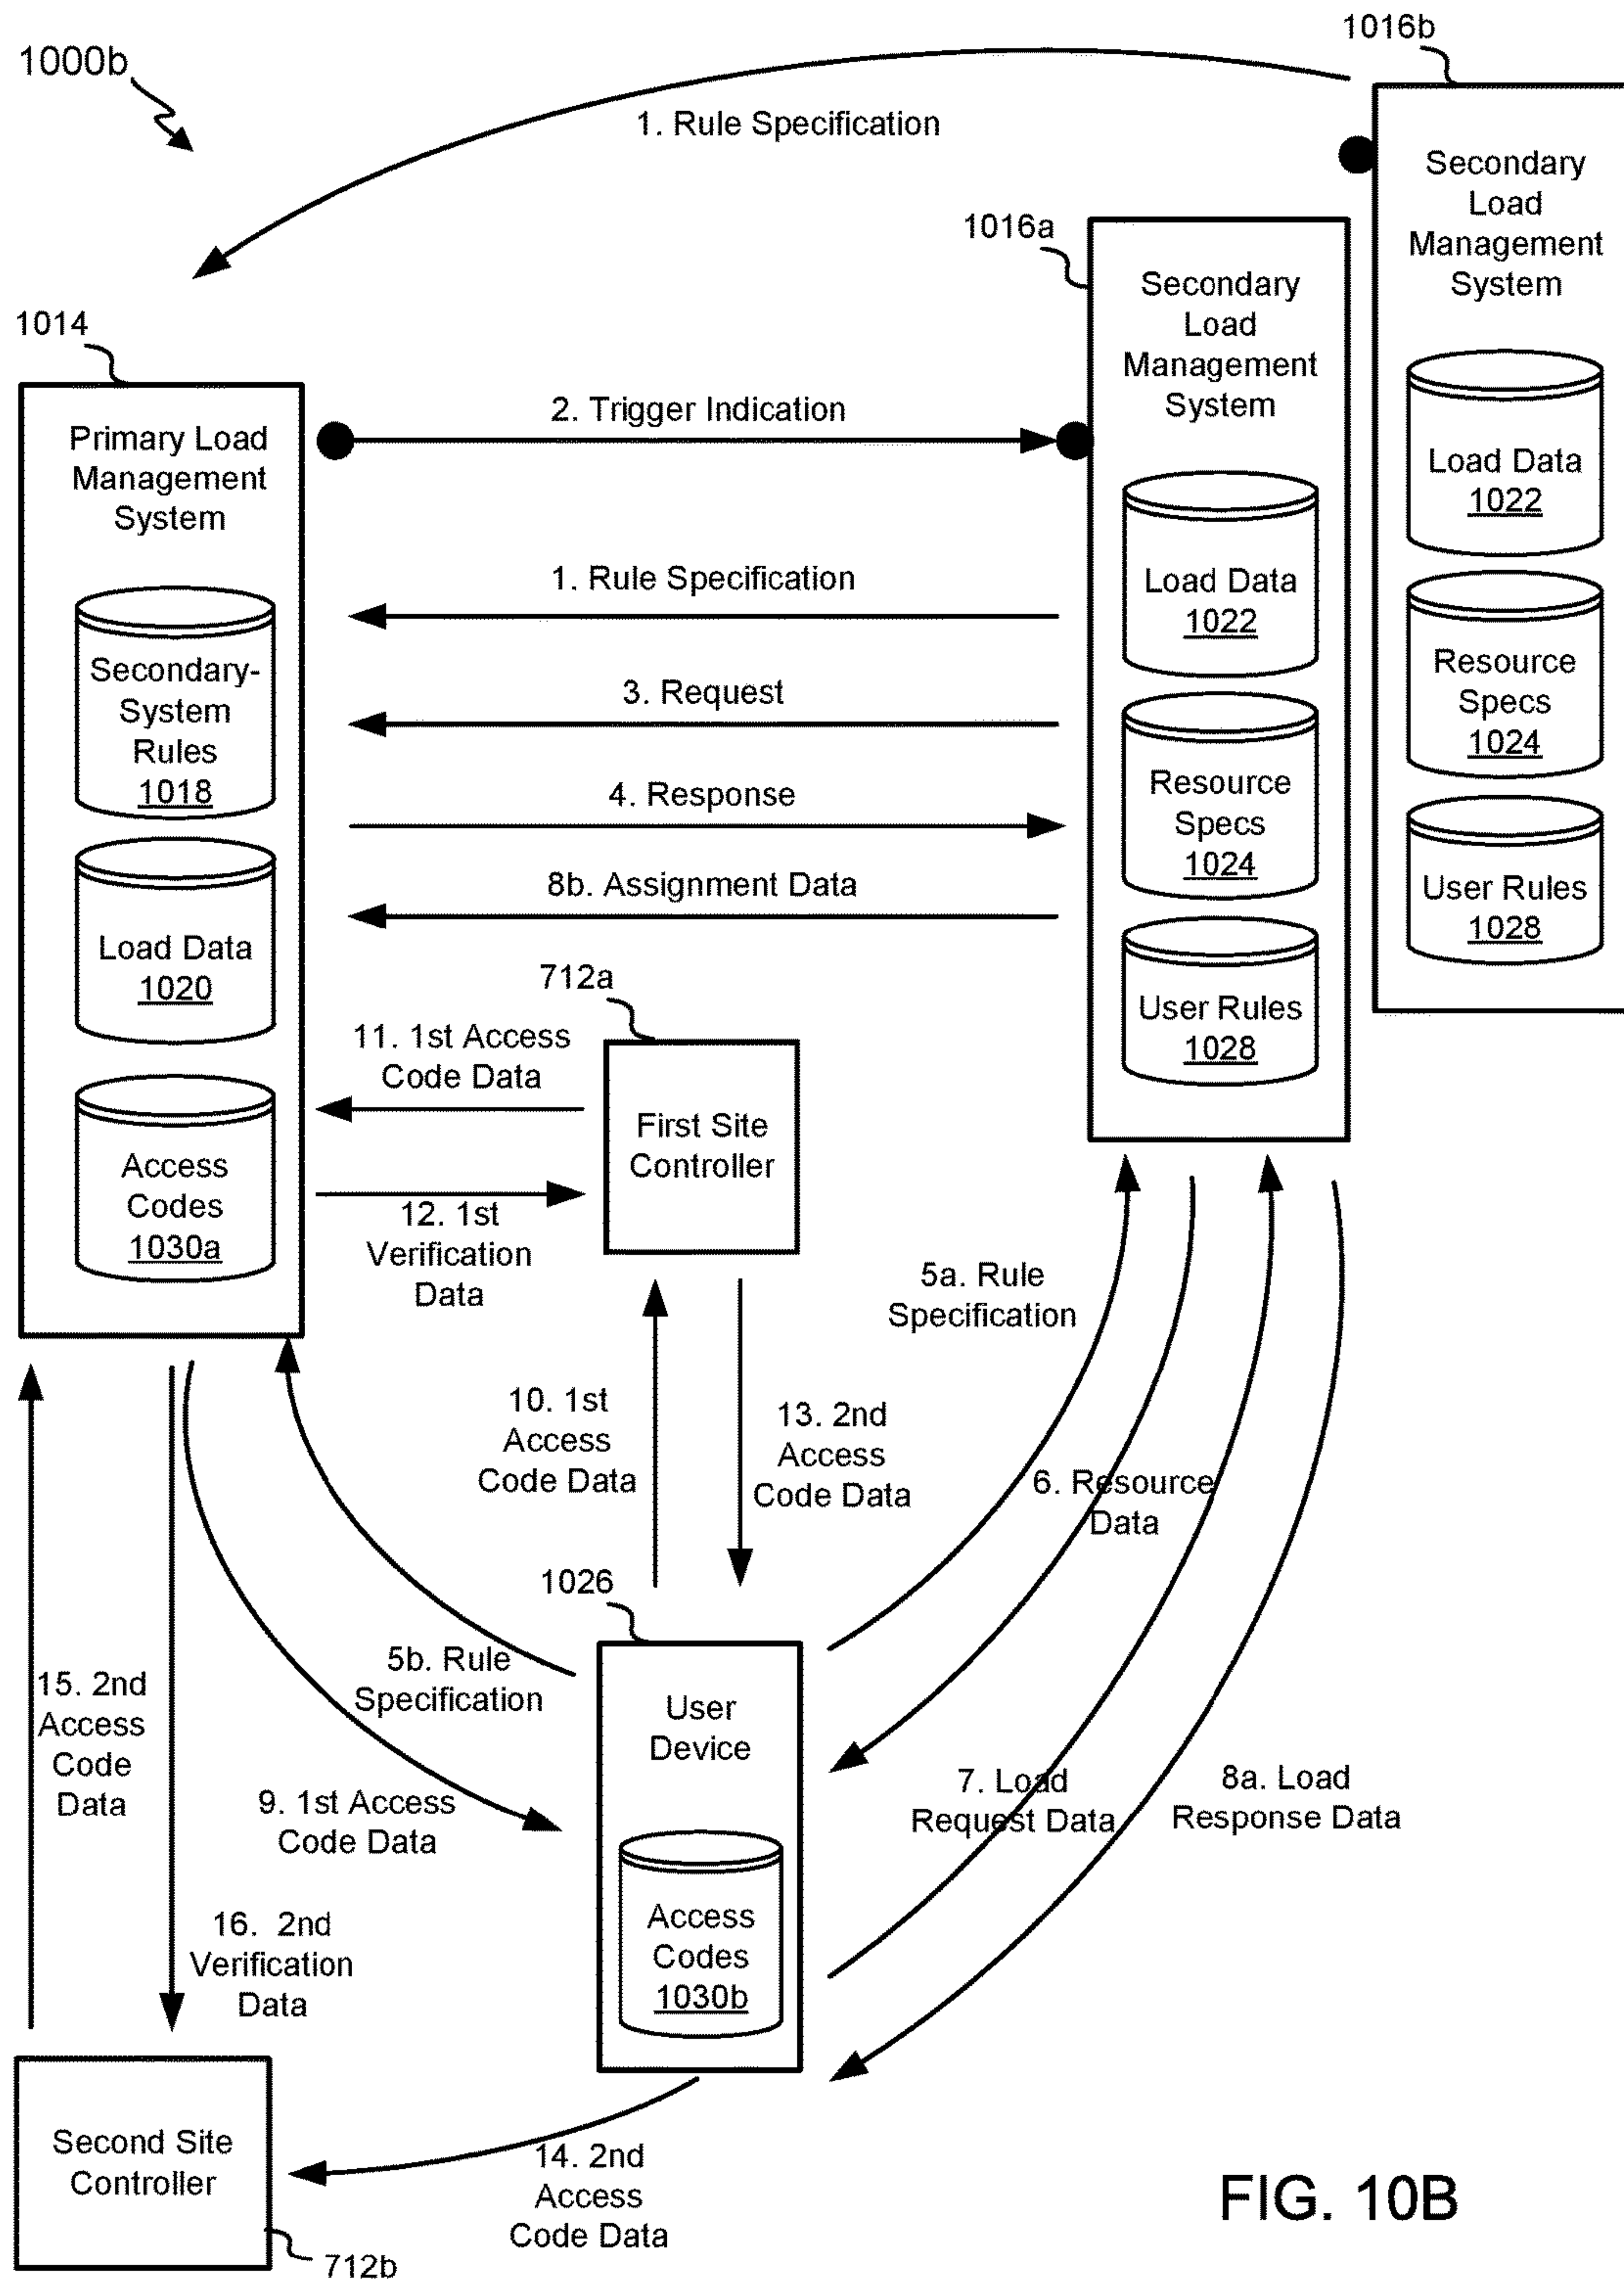 1016b
1000b
1. Rule Specification
Secondary
Load
Management
System
Load Data
1022
Resource
Specs
1024
User Rules
1028
1016a
Secondary
Load
Management
System
Load Data
1022
Resource
Specs
1024
User Rules
1028
1014
Primary Load
Management
System
Secondary-
System
Rules
1018
Load Data
1020
Access
Codes
1030a
2. Trigger Indication
1. Rule Specification
3. Request
4. Response
8b. Assignment Data
712a
11. 1st Access
Code Data
First Site
Controller
12. 1st
Verification
Data
5a. Rule
Specification
10. 1st
Access
Code Data
13. 2nd
Access
Code Data
6. Resource
Data
1026
5b. Rule
Specification
User
Device
Access
Codes
1030b
15. 2nd
Access
Code
Data
9. 1st Access
Code Data
7. Load
Request Data
8a. Load
Response Data
16. 2nd
Verification
Data
Second Site
Controller
712b
14. 2nd
Access
Code Data
FIG. 10B